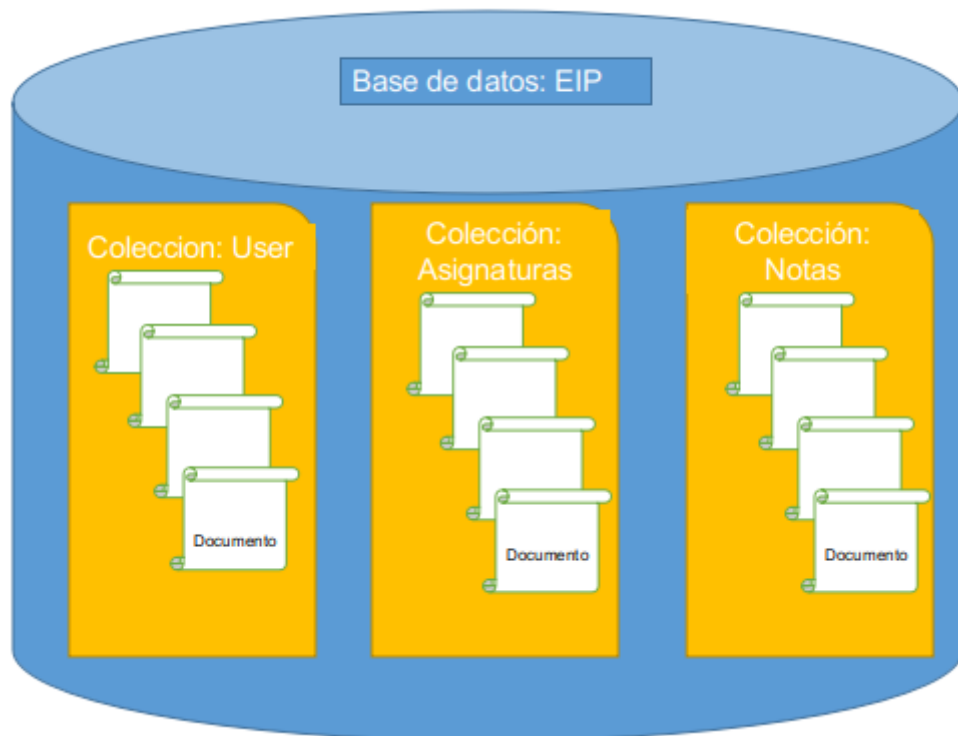 Base de datos: EIP
Coleccion: User
Documento
Colección:
Asignaturas
Documento
Colección:
Notas
Documento